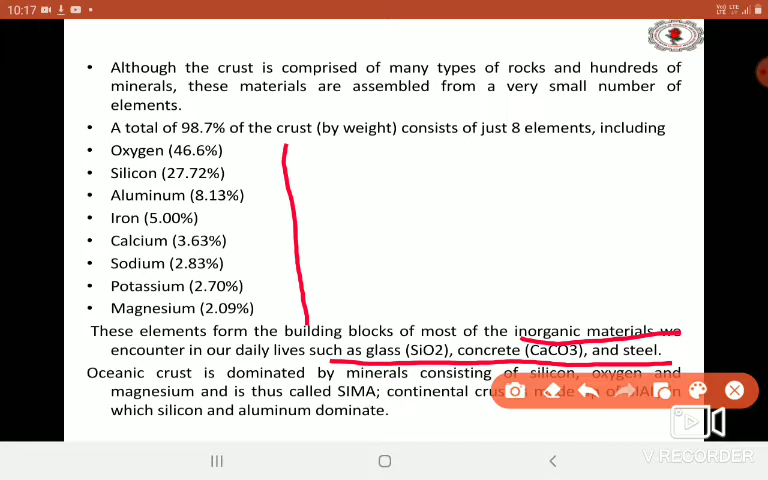 10:17
Although the crust is comprised of many types of rocks and hundreds of
minerals, these materials are assembled from a very small number of
elements.
A total of 98.7% of the crust (by weight) consists of just 8 elements, including
Oxygen (46.6%)
Silicon (27.72%)
Aluminum (8.13%)
Iron (5.00%)
Calcium (3.63%)
Sodium (2.83%)
Potassium (2.70%)
Magnesium (2.09%)
These elements form the building blocks of most of the inorganic materials we
encounter in our daily lives such as glass (SiO2), concrete (CaCO3), and steel.
Oceanic crust is dominated by minerals consisting of silicon, oxygen and
magnesium and is thus called SIMA; continental
which silicon and aluminum dominate.
V RECORDER